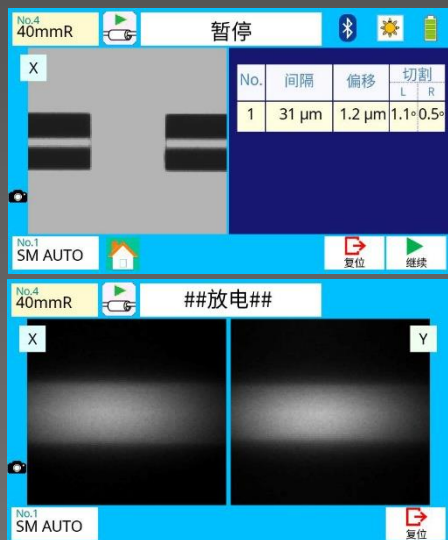 No.4
40mmR
暂停
X
No. 间隔 偏移 切割
L R
1 31 μm 1.2 μm 1.1° 0.5°
No.1
SM AUTO
复位
继续
No.4
40mmR
##放电##
X
Y
No.1
SM AUTO
复位